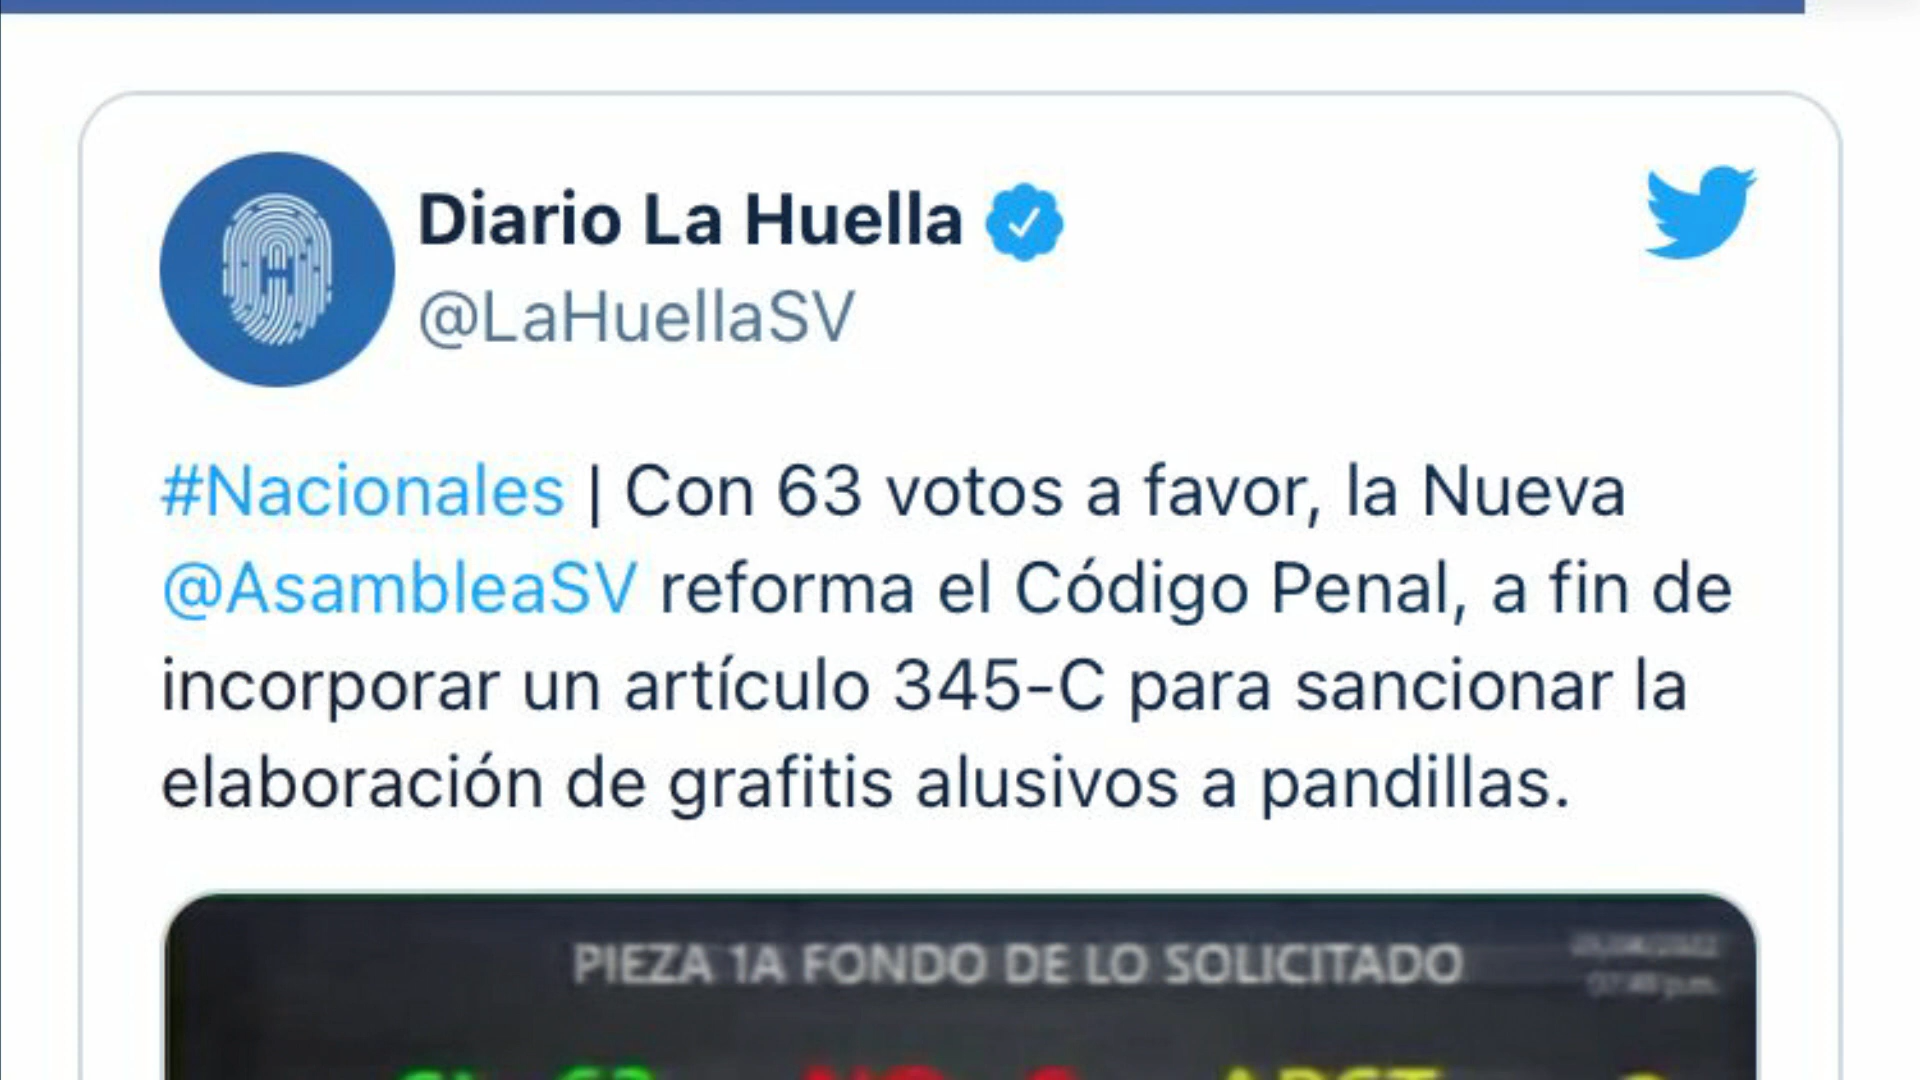 Diario La Huella
@LaHuellaSV
#Nacionales | Con 63 votos a favor, la Nueva
@AsambleaSV reforma el Código Penal, a fin de
incorporar un artículo 345-C para sancionar la
elaboración de grafitis alusivos a pandillas.
PIEZA 1A FONDO DE LO SOLICITADO